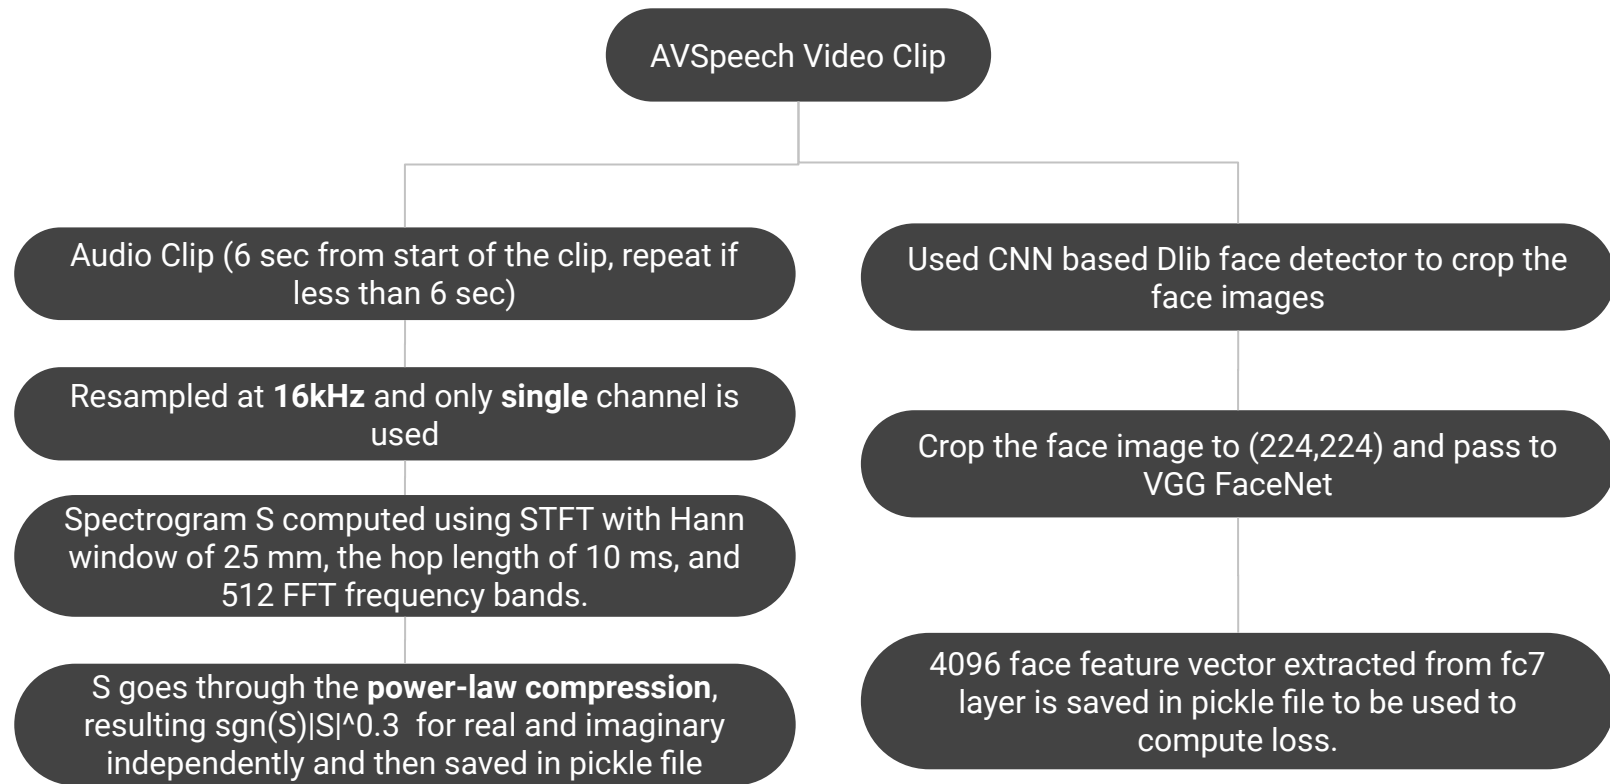 AVSpeech Video Clip
Audio Clip (6 sec from start of the clip, repeat if
less than 6 sec)
Resampled at 16kHz and only single channel is
used
Spectrogram S computed using STFT with Hann
window of 25 mm, the hop length of 10 ms, and
512 FFT frequency bands.
S goes through the power-law compression,
resulting sgn(S)|S|^0.3  for real and imaginary
independently and then saved in pickle file
Used CNN based Dlib face detector to crop the
face images
Crop the face image to (224,224) and pass to
VGG FaceNet
4096 face feature vector extracted from fc7
layer is saved in pickle file to be used to
compute loss.